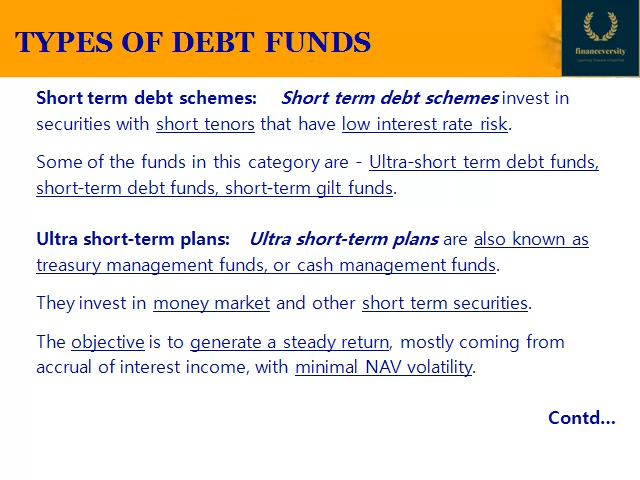 TYPES OF DEBT FUNDS
financeversity
Short term debt schemes: Short term debt schemes invest in
securities with short tenors that have low interest rate risk.
Some of the funds in this category are - Ultra-short term debt funds,
short-term debt funds, short-term gilt funds.
Ultra short-term plans: Ultra short-term plans are also known as
treasury management funds, or cash management funds.
They invest in money market and other short term securities.
The objective is to generate a steady return, mostly coming from
accrual of interest income, with minimal NAV volatility.
Contd...